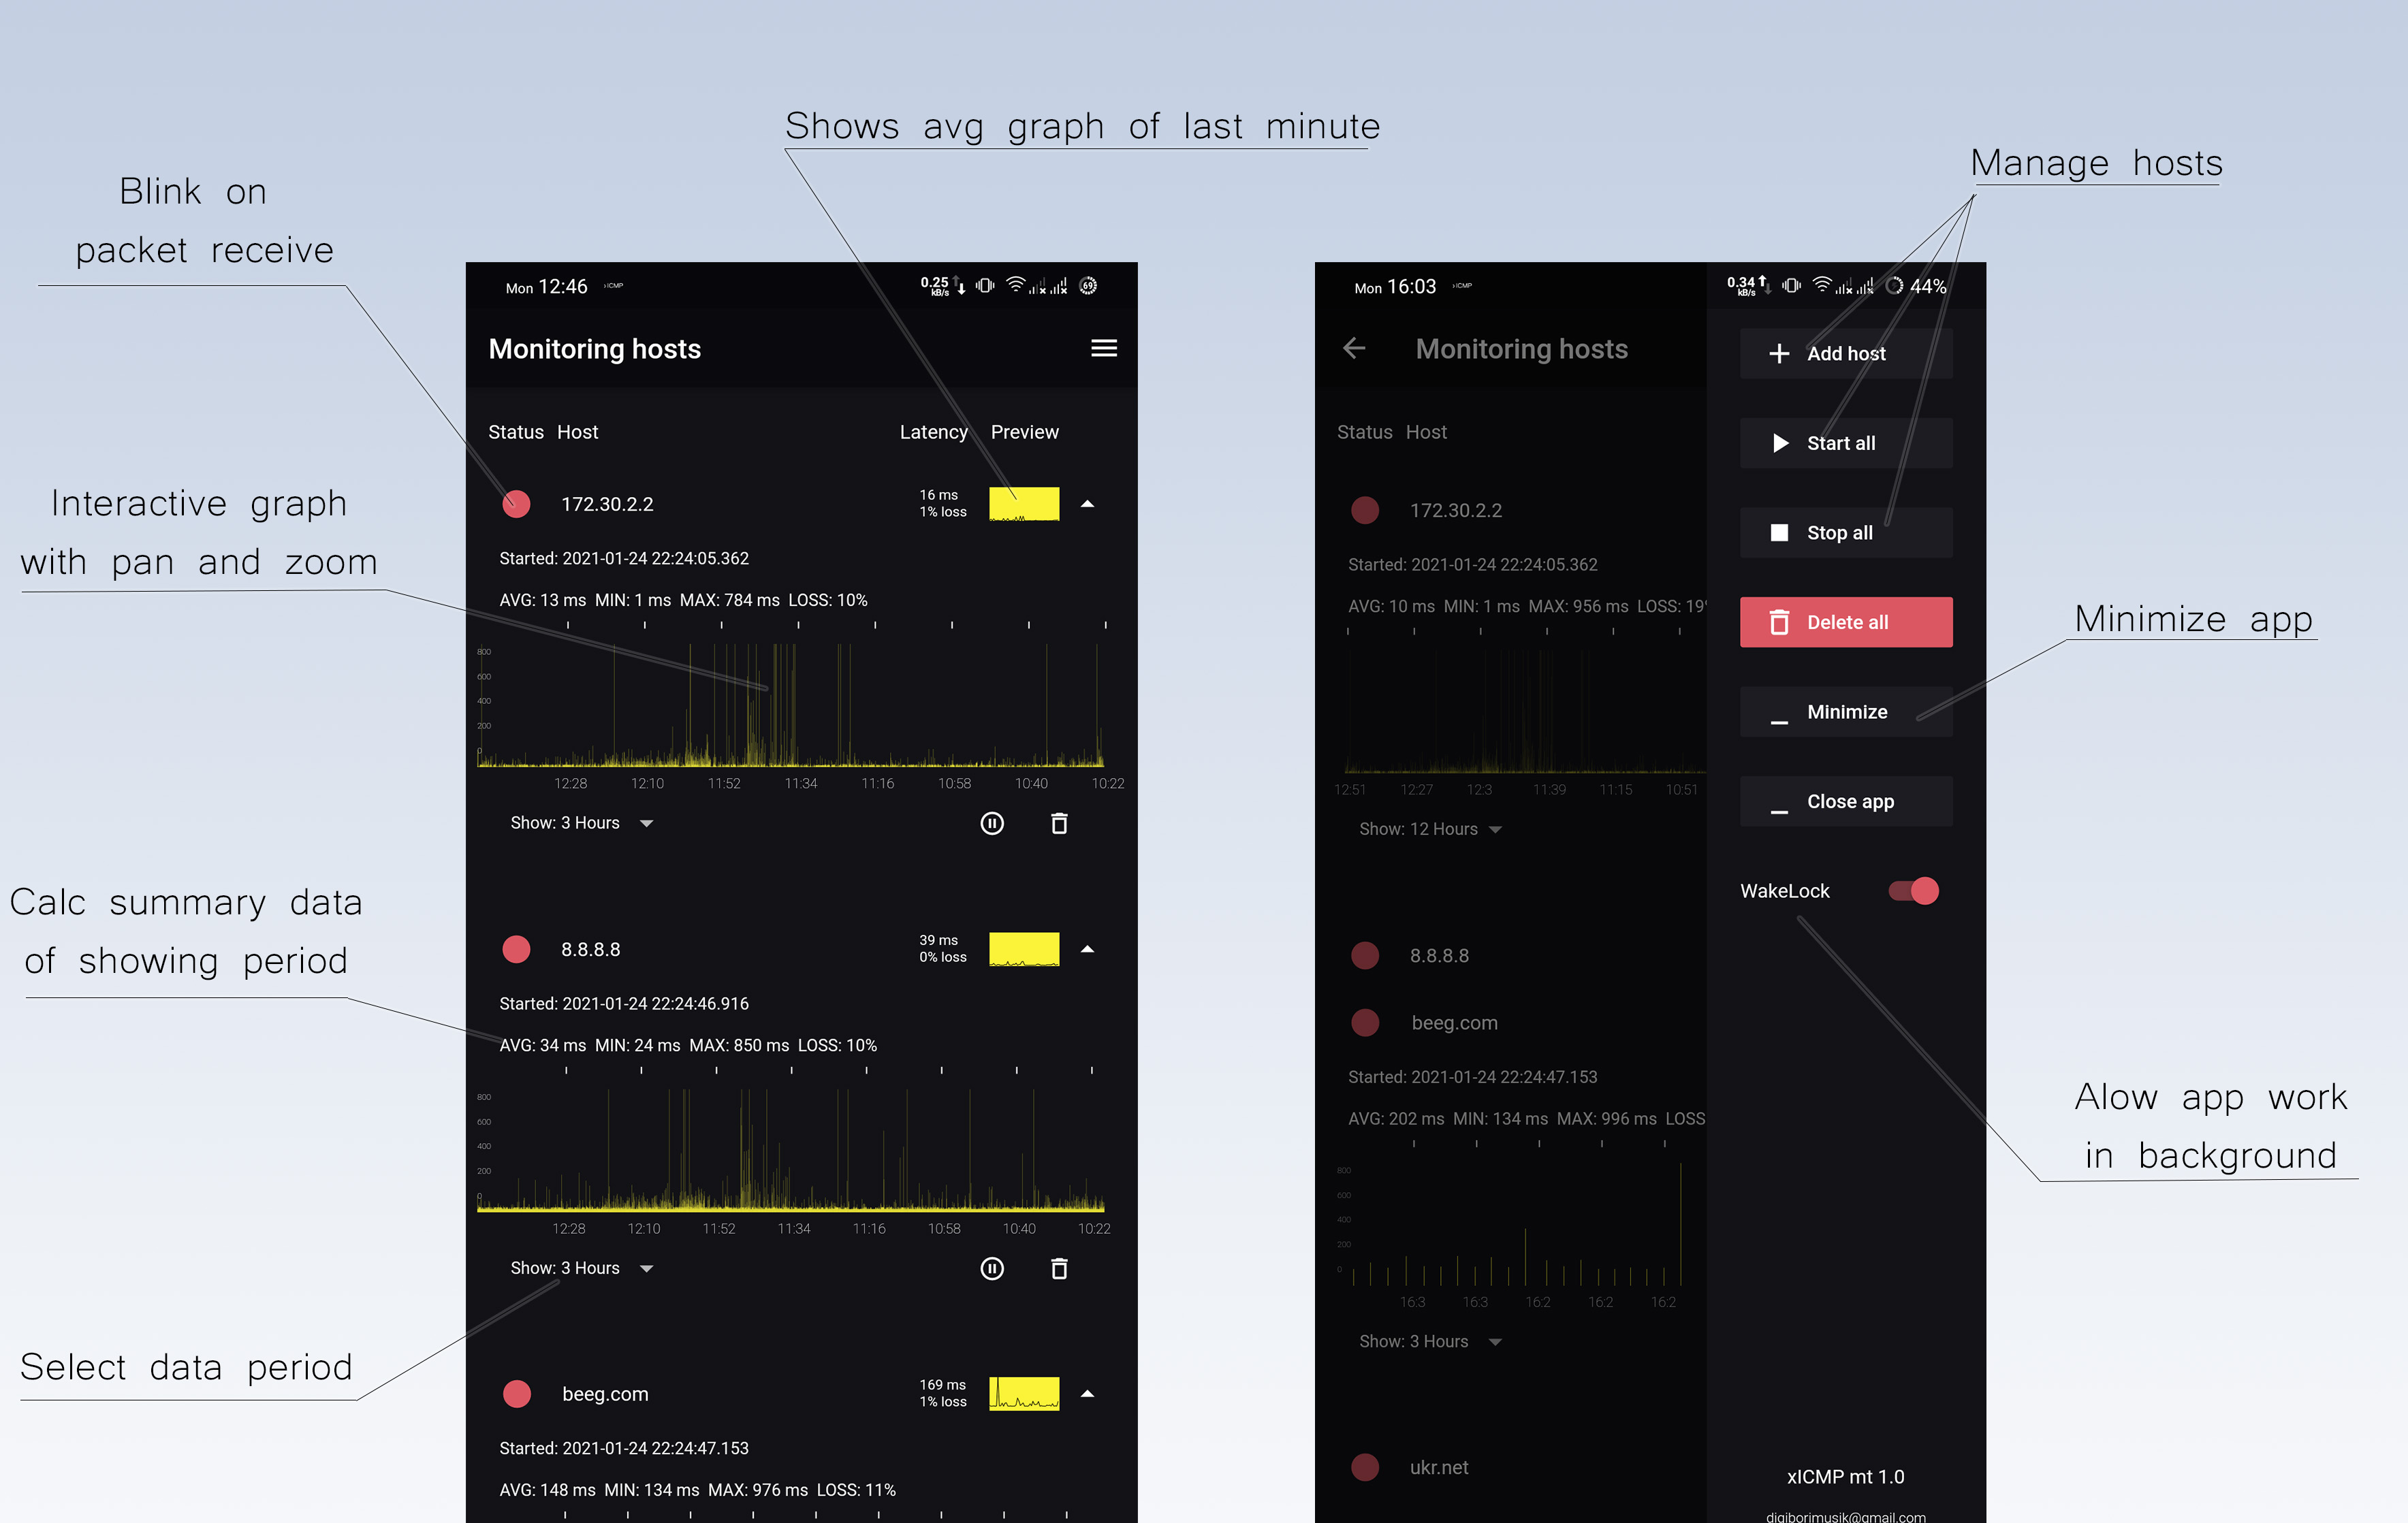 Shows avg graph of last minute
Manage hosts
Blink on
packet receive
Interactive graph
with pan and zoom
Calc summary data
of showing period
Select data period
Minimize app
Alow app work
in background
Mon 12:46 ›ICMP 0.25 kB/s 69
Monitoring hosts
Status Host Latency Preview
172.30.2.2 16 ms
1% loss
Started: 2021-01-24 22:24:05.362
AVG: 13 ms MIN: 1 ms MAX: 784 ms LOSS: 10%
800
600
400
200
0
12:28 12:10 11:52 11:34 11:16 10:58 10:40 10:22
Show: 3 Hours
8.8.8.8 39 ms
0% loss
Started: 2021-01-24 22:24:46.916
AVG: 34 ms MIN: 24 ms MAX: 850 ms LOSS: 10%
800
600
400
200
0
12:28 12:10 11:52 11:34 11:16 10:58 10:40 10:22
Show: 3 Hours
beeg.com 169 ms
1% loss
Started: 2021-01-24 22:24:47.153
AVG: 148 ms MIN: 134 ms MAX: 976 ms LOSS: 11%
Mon 16:03 ›ICMP 0.34 kB/s 44%
Monitoring hosts
Status Host
172.30.2.2
Started: 2021-01-24 22:24:05.362
AVG: 10 ms MIN: 1 ms MAX: 956 ms LOSS: 19
12:51 12:27 12:3 11:39 11:15 10:51
Show: 12 Hours
8.8.8.8
beeg.com
Started: 2021-01-24 22:24:47.153
AVG: 202 ms MIN: 134 ms MAX: 996 ms LOSS
800
600
400
200
0
16:3 16:3 16:2 16:2 16:2
Show: 3 Hours
ukr.net
Add host
Start all
Stop all
Delete all
Minimize
Close app
WakeLock
xICMP mt 1.0
digiborimusik@gmail.com